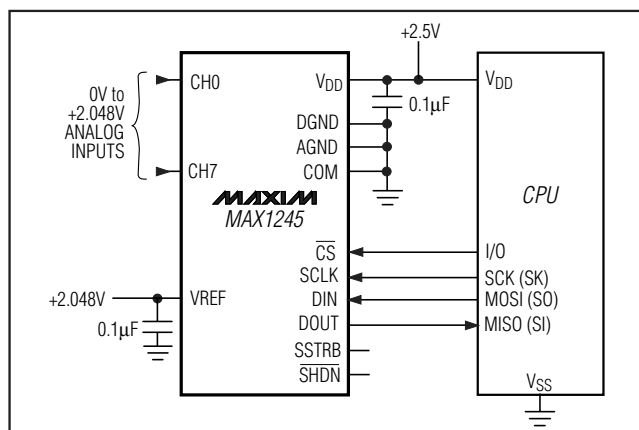 +2.5V
0V to
+2.048V
ANALOG
INPUTS
CH0
CH7
VDD
0.1µF
DGND
AGND
COM
MAXIM
MAX1245
VDD
CPU
CS
SCLK
DIN
DOUT
SSTRB
SHDN
I/O
SCK (SK)
MOSI (SO)
MISO (SI)
+2.048V
VREF
0.1µF
VSS